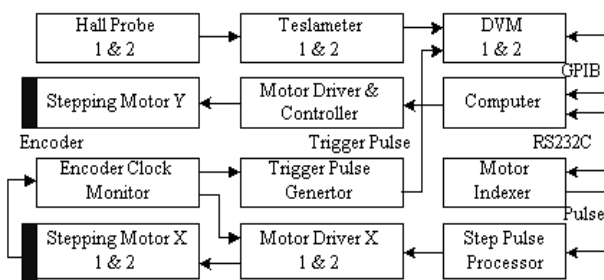 Hall Probe
1 & 2
Teslameter
1 & 2
DVM
1 & 2
GPIB
Stepping Motor Y
Motor Driver &
Controller
Computer
Encoder
Trigger Pulse
RS232C
Encoder Clock
Monitor
Trigger Pulse
Genertor
Motor
Indexer
Pulse
Stepping Motor X
1 & 2
Motor Driver X
1 & 2
Step Pulse
Processor